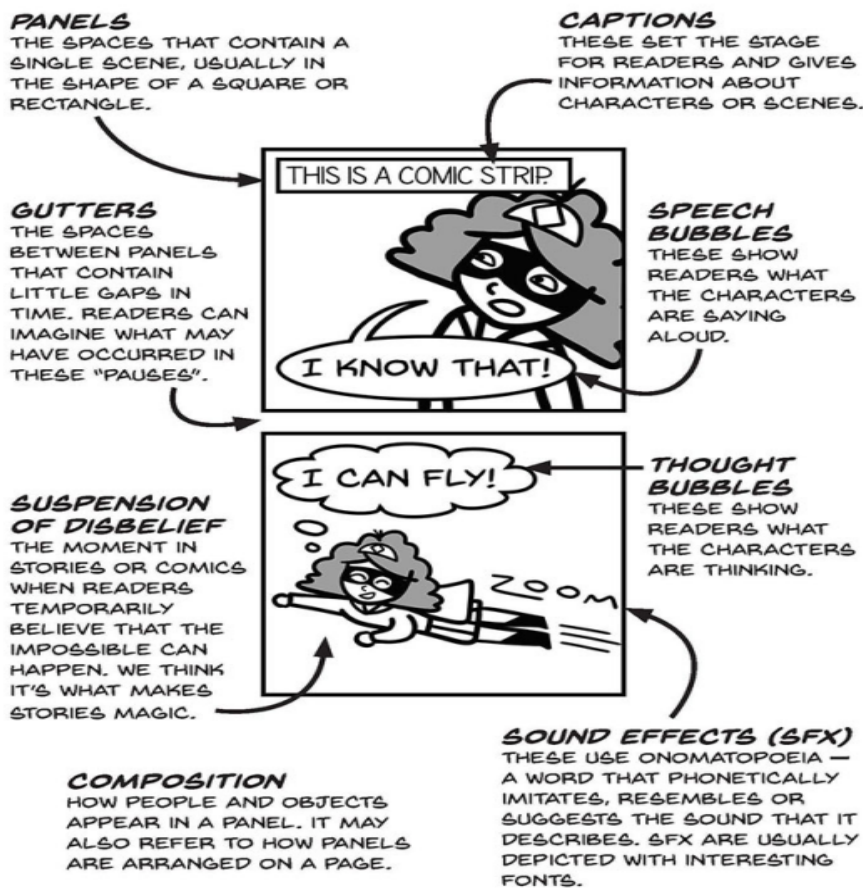 PANELS
THE SPACES THAT CONTAIN A
SINGLE SCENE, USUALLY IN
THE SHAPE OF A SQUARE OR
RECTANGLE.
CAPTIONS
THESE SET THE STAGE
FOR READERS AND GIVES
INFORMATION ABOUT
CHARACTERS OR SCENES.
THIS IS A COMIC STRIP.
GUTTERS
THE SPACES
BETWEEN PANELS
THAT CONTAIN
LITTLE GAPS IN
TIME. READERS CAN
IMAGINE WHAT MAY
HAVE OCCURRED IN
THESE "PAUSES".
SPEECH
BUBBLES
THESE SHOW
READERS WHAT
THE CHARACTERS
ARE SAYING
ALOUD.
I KNOW THAT!
I CAN FLY!
THOUGHT
BUBBLES
THESE SHOW
READERS WHAT
THE CHARACTERS
ARE THINKING.
SUSPENSION
OF DISBELIEF
THE MOMENT IN
STORIES OR COMICS
WHEN READERS
TEMPORARILY
BELIEVE THAT THE
IMPOSSIBLE CAN
HAPPEN. WE THINK
IT'S WHAT MAKES
STORIES MAGIC.
ZOOM
SOUND EFFECTS (SFX)
THESE USE ONOMATOPOEIA —
A WORD THAT PHONETICALLY
IMITATES, RESEMBLES OR
SUGGESTS THE SOUND THAT IT
DESCRIBES. SFX ARE USUALLY
DEPICTED WITH INTERESTING
FONTS.
COMPOSITION
HOW PEOPLE AND OBJECTS
APPEAR IN A PANEL. IT MAY
ALSO REFER TO HOW PANELS
ARE ARRANGED ON A PAGE.